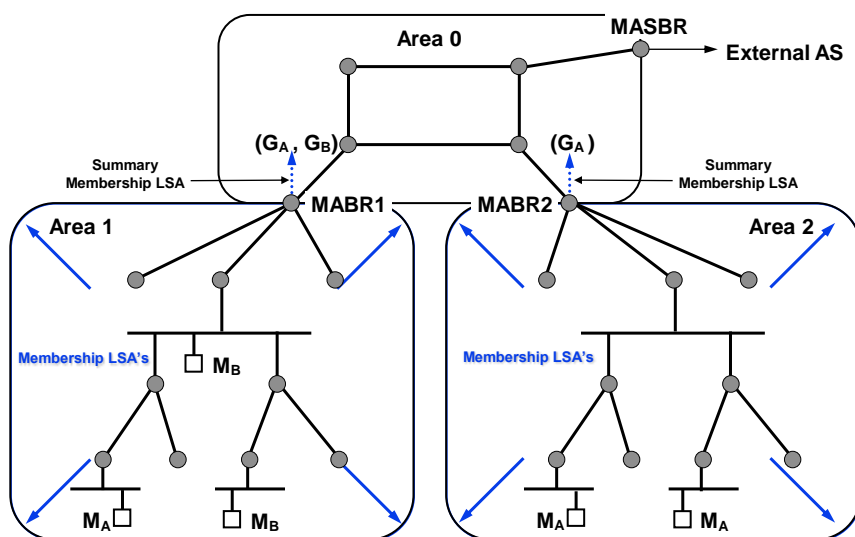 MASBR
Area 0
External AS
(GA , GB)
(GA)
Summary
Membership LSA
Summary
Membership LSA
MABR1
MABR2
Area 1
Area 2
Membership LSA's
MB
Membership LSA's
MA
MB
MA
MA